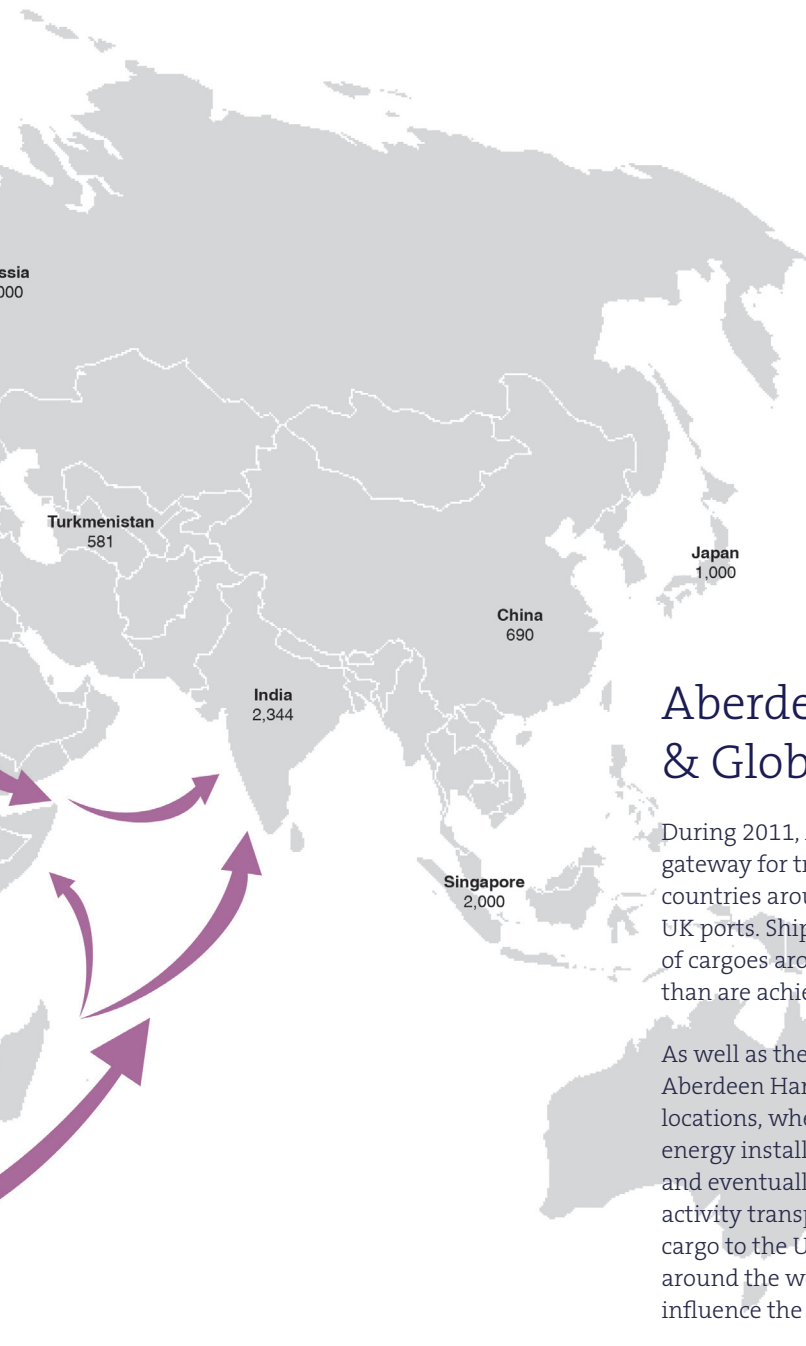 ssia
000
Turkmenistan
581
Japan
1,000
China
690
India
2,344
Singapore
2,000
Aberde
& Glob
During 2011,
gateway for tr
countries arou
UK ports. Ship
of cargoes aro
than are achie
As well as the
Aberdeen Har
locations, whe
energy install
and eventuall
activity transp
cargo to the U
around the w
influence the